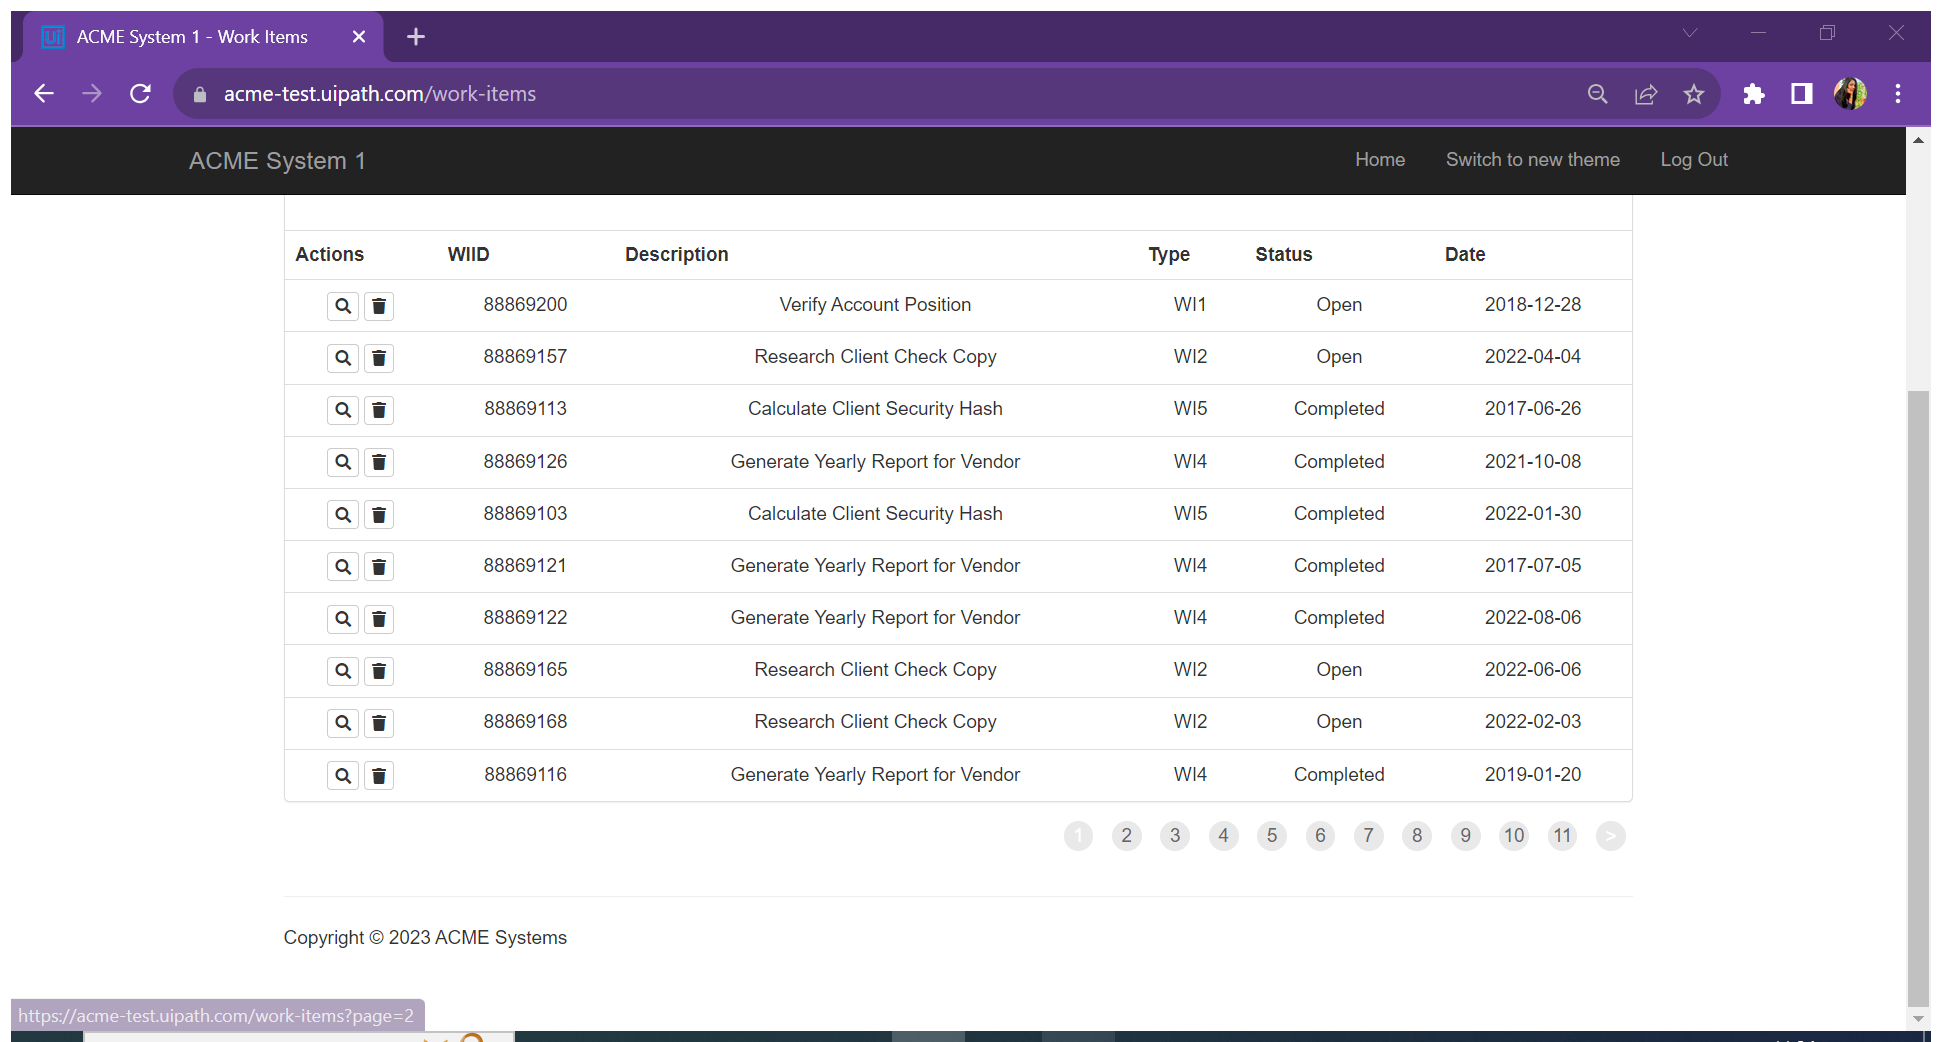 ACME System 1 - Work Items
acme-test.uipath.com/work-items
ACME System 1 Home Switch to new theme Log Out
Actions WIID Description Type Status Date
88869200 Verify Account Position WI1 Open 2018-12-28
88869157 Research Client Check Copy WI2 Open 2022-04-04
88869113 Calculate Client Security Hash WI5 Completed 2017-06-26
88869126 Generate Yearly Report for Vendor WI4 Completed 2021-10-08
88869103 Calculate Client Security Hash WI5 Completed 2022-01-30
88869121 Generate Yearly Report for Vendor WI4 Completed 2017-07-05
88869122 Generate Yearly Report for Vendor WI4 Completed 2022-08-06
88869165 Research Client Check Copy WI2 Open 2022-06-06
88869168 Research Client Check Copy WI2 Open 2022-02-03
88869116 Generate Yearly Report for Vendor WI4 Completed 2019-01-20
1 2 3 4 5 6 7 8 9 10 11 >
Copyright © 2023 ACME Systems
https://acme-test.uipath.com/work-items?page=2